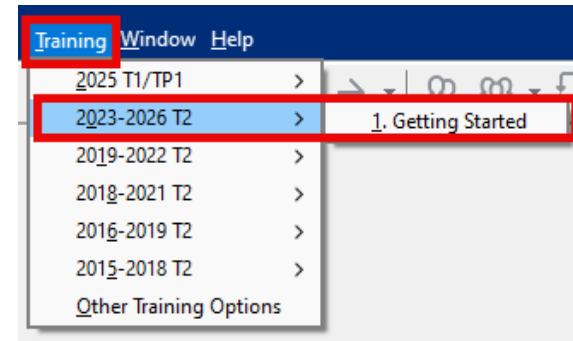 Training Window Help
2025 T1/TP1
2023-2026 T2 1. Getting Started
2019-2022 T2
2018-2021 T2
2016-2019 T2
2015-2018 T2
Other Training Options